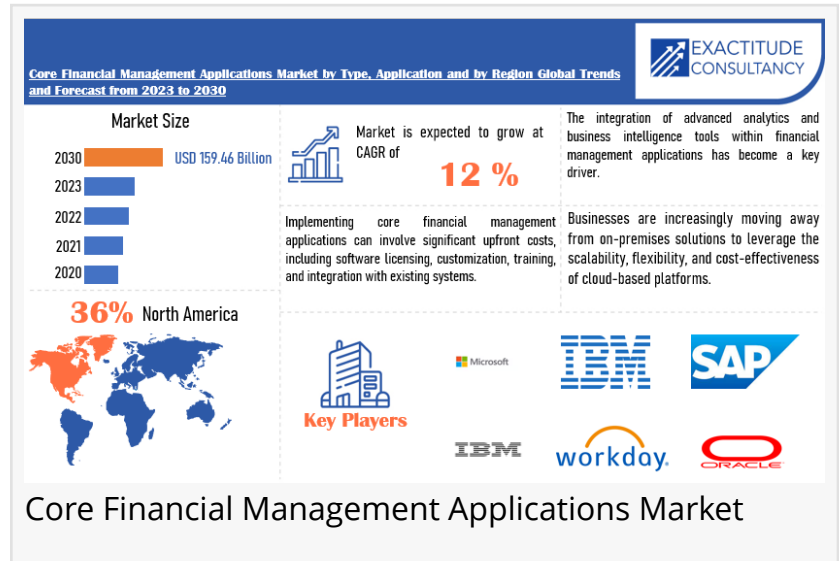 Core Financial Management Applications Market by Type, Application and by Region Global Trends
and Forecast from 2023 to 2030
EXACTITUDE
CONSULTANCY
Market Size
2030
USD 159.46 Billion
2023
2022
2021
2020
Market is expected to grow at
CAGR of
12 %
The integration of advanced analytics and
business intelligence tools within financial
management applications has become a key
driver.
Implementing core financial management
applications can involve significant upfront costs,
including software licensing, customization, training,
and integration with existing systems.
Businesses are increasingly moving away
from on-premises solutions to leverage the
scalability, flexibility, and cost-effectiveness
of cloud-based platforms.
36% North America
Key Players
Microsoft
IBM
SAP
IBM
workday.
ORACLE
Core Financial Management Applications Market